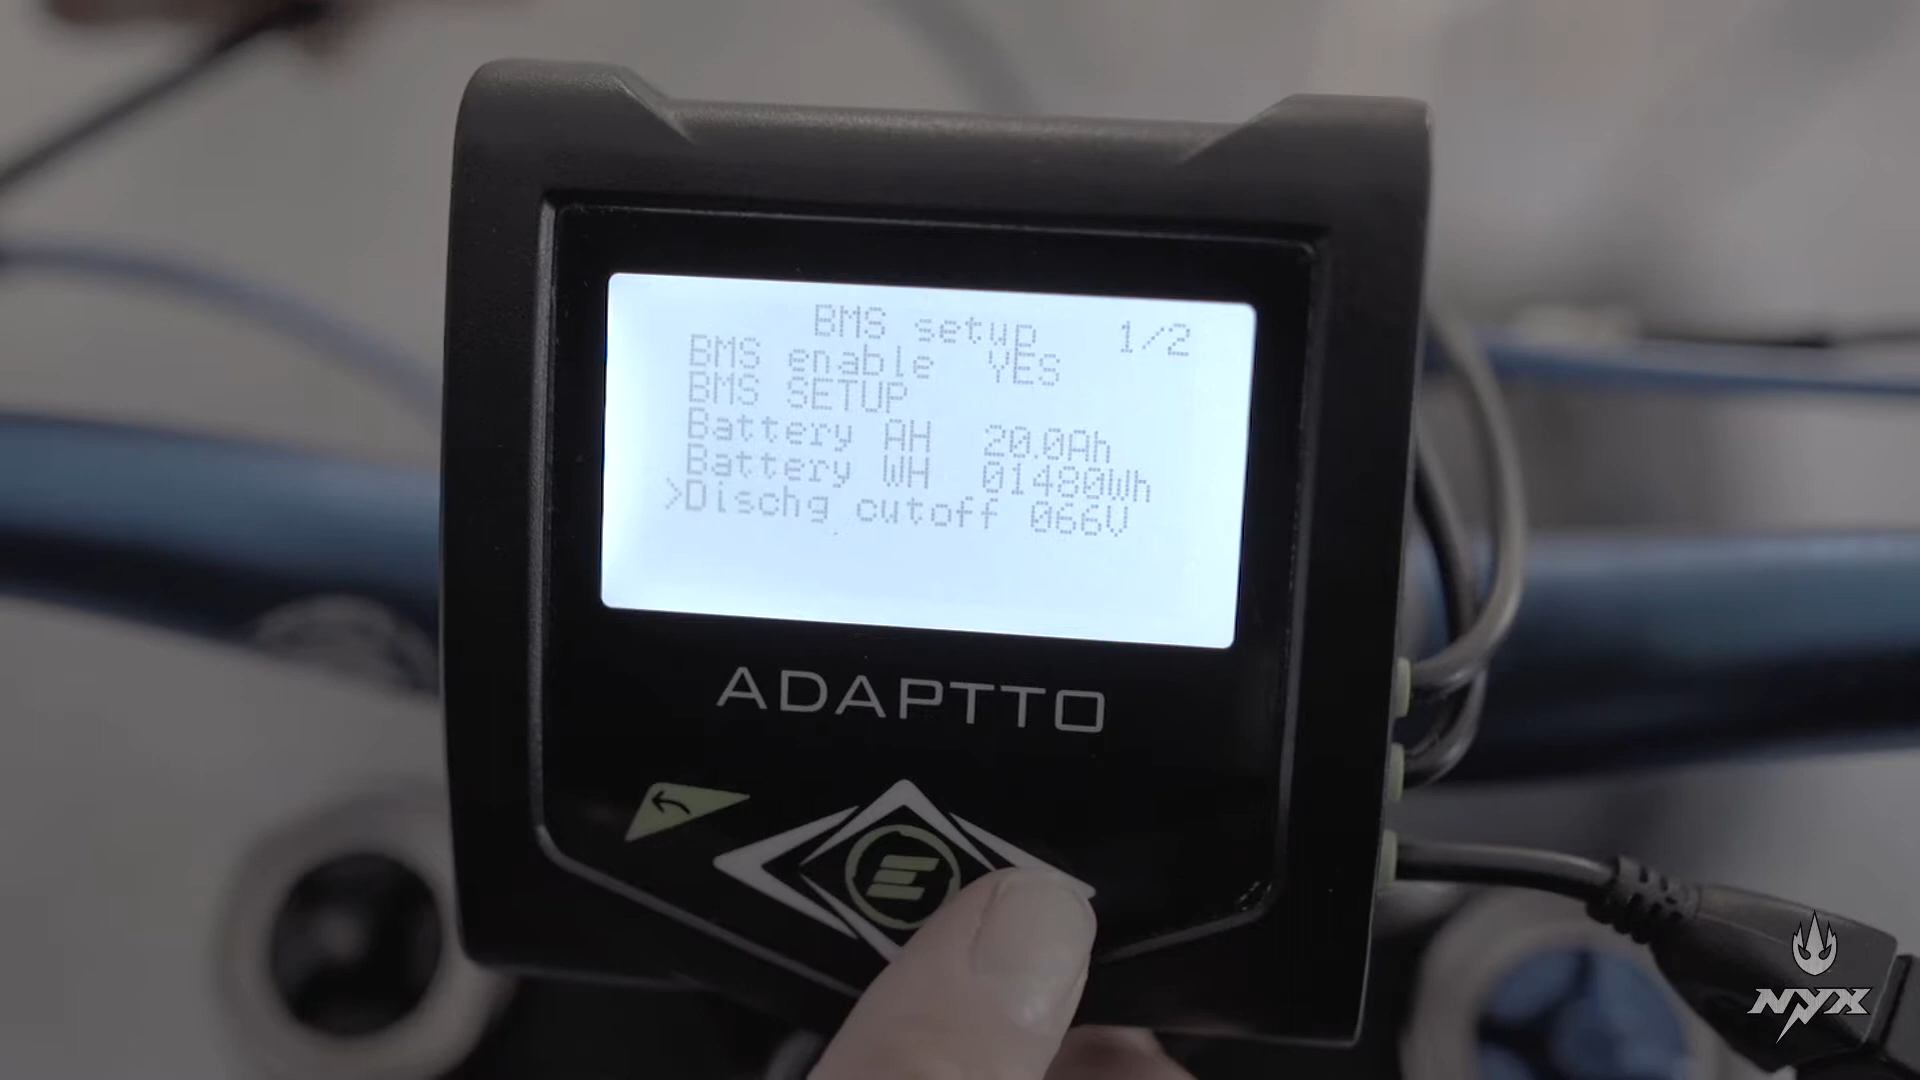 BMS setup 1/2
BMS enable YES
BMS SETUP
Battery AH 20.0Ah
Battery WH 01480Wh
>Dischg cutoff 066V
ADAPTTO
NYX